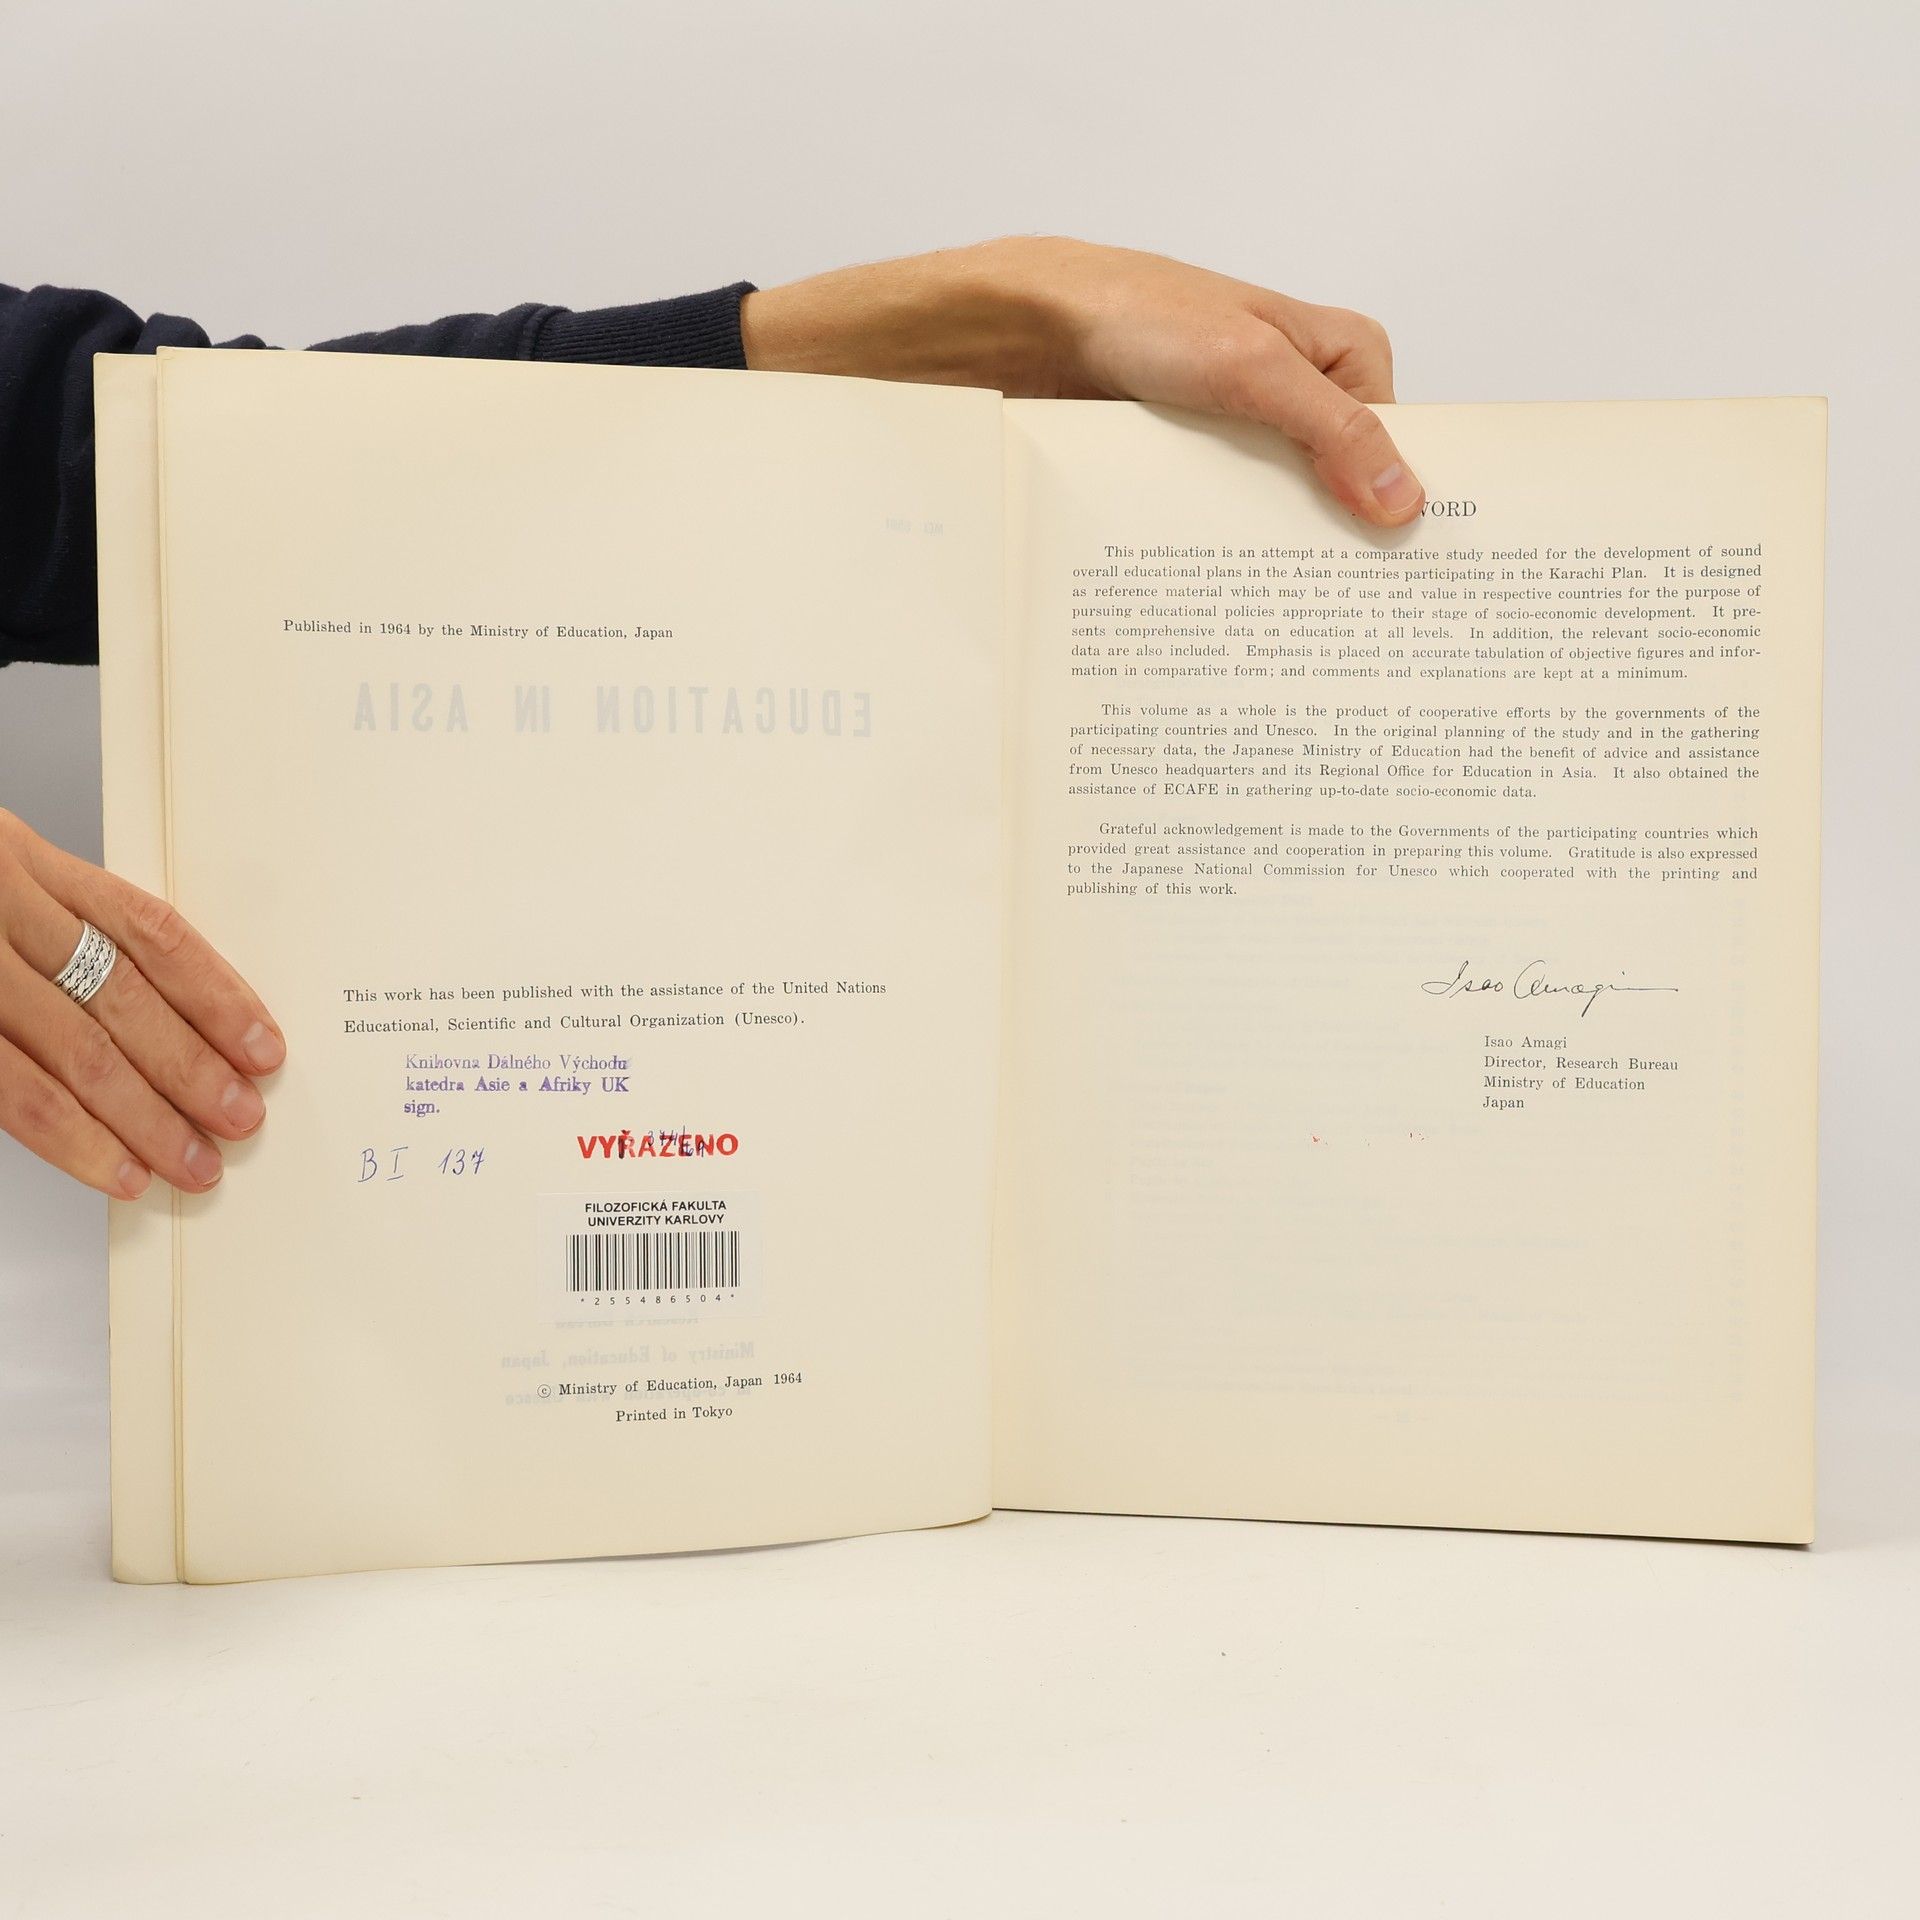 Published in 1964 by the Ministry of Education, Japan
EDUCATION IN ASIA
This work has been published with the assistance of the United Nations
Educational, Scientific and Cultural Organization (Unesco).
Knihovna Dálného Východu
katedra Asie a Afriky UK
sign.
B I 137
VYŘAZENO
FILOZOFICKÁ FAKULTA
UNIVERZITY KARLOVY
*255486504*
Ministry of Education, Japan
© Ministry of Education, Japan 1964
Printed in Tokyo
WORD
This publication is an attempt at a comparative study needed for the development of sound
overall educational plans in the Asian countries participating in the Karachi Plan. It is designed
as reference material which may be of use and value in respective countries for the purpose of
pursuing educational policies appropriate to their stage of socio-economic development. It pre-
sents comprehensive data on education at all levels. In addition, the relevant socio-economic
data are also included. Emphasis is placed on accurate tabulation of objective figures and infor-
mation in comparative form; and comments and explanations are kept at a minimum.
This volume as a whole is the product of cooperative efforts by the governments of the
participating countries and Unesco. In the original planning of the study and in the gathering
of necessary data, the Japanese Ministry of Education had the benefit of advice and assistance
from Unesco headquarters and its Regional Office for Education in Asia. It also obtained the
assistance of ECAFE in gathering up-to-date socio-economic data.
Grateful acknowledgement is made to the Governments of the participating countries which
provided great assistance and cooperation in preparing this volume. Gratitude is also expressed
to the Japanese National Commission for Unesco which cooperated with the printing and
publishing of this work.
Isao Amagi
Isao Amagi
Director, Research Bureau
Ministry of Education
Japan